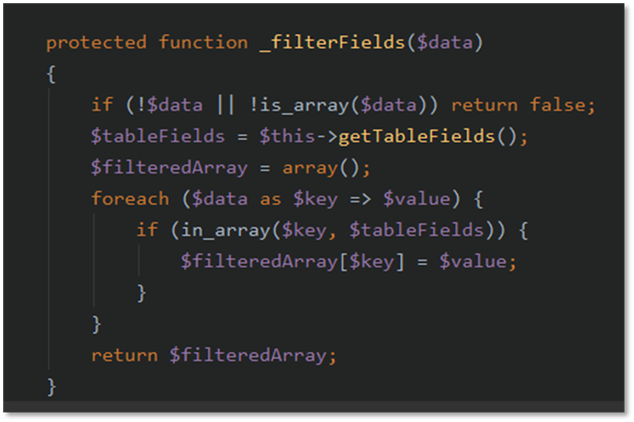 protected function _filterFields($data)
{
if (!$data || !is_array($data)) return false;
$tableFields = $this->getTableFields();
$filteredArray = array();
foreach ($data as $key => $value) {
if (in_array($key, $tableFields)) {
$filteredArray[$key] = $value;
}
}
return $filteredArray;
}